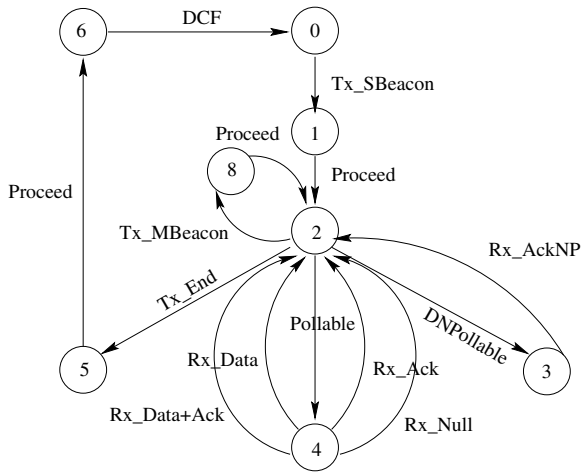 6
DCF
0
Tx_SBeacon
1
Proceed
8
Proceed
Proceed
Tx_MBeacon
2
Rx_AckNP
Tx_End
Pollable
DNPollable
5
Rx_Data
Rx_Ack
3
Rx_Data+Ack
Rx_Null
4